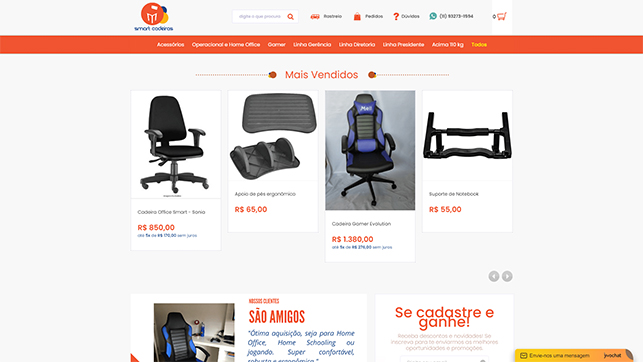 digite o que procura
Rastreio
Pedidos
Dúvidas
(11) 93273-1594
0
smart cadeiras
Acessórios
Operacional e Home Office
Gamer
Linha Gerência
Linha Diretoria
Linha Presidente
Acima 110 kg
Todos
Mais Vendidos
Cadeira Office Smart - Sonia
R$ 850,00
até 5x de R$ 170,00 sem juros
Apoio de pés ergonômico
R$ 65,00
Cadeira Gamer Evolution
R$ 1.380,00
até 5x de R$ 276,00 sem juros
Suporte de Notebook
R$ 55,00
NOSSOS CLIENTES
SÃO AMIGOS
"Ótima aquisição, seja para Home
Office, Home Schooling ou
jogando. Super confortável,
robusta e ergonômica."
Se cadastre e
ganhe!
Receba descontos e novidades! Se
inscreva para te enviarmos as novidades,
lançamentos e promoções.
Envie-nos uma mensagem
jivochat